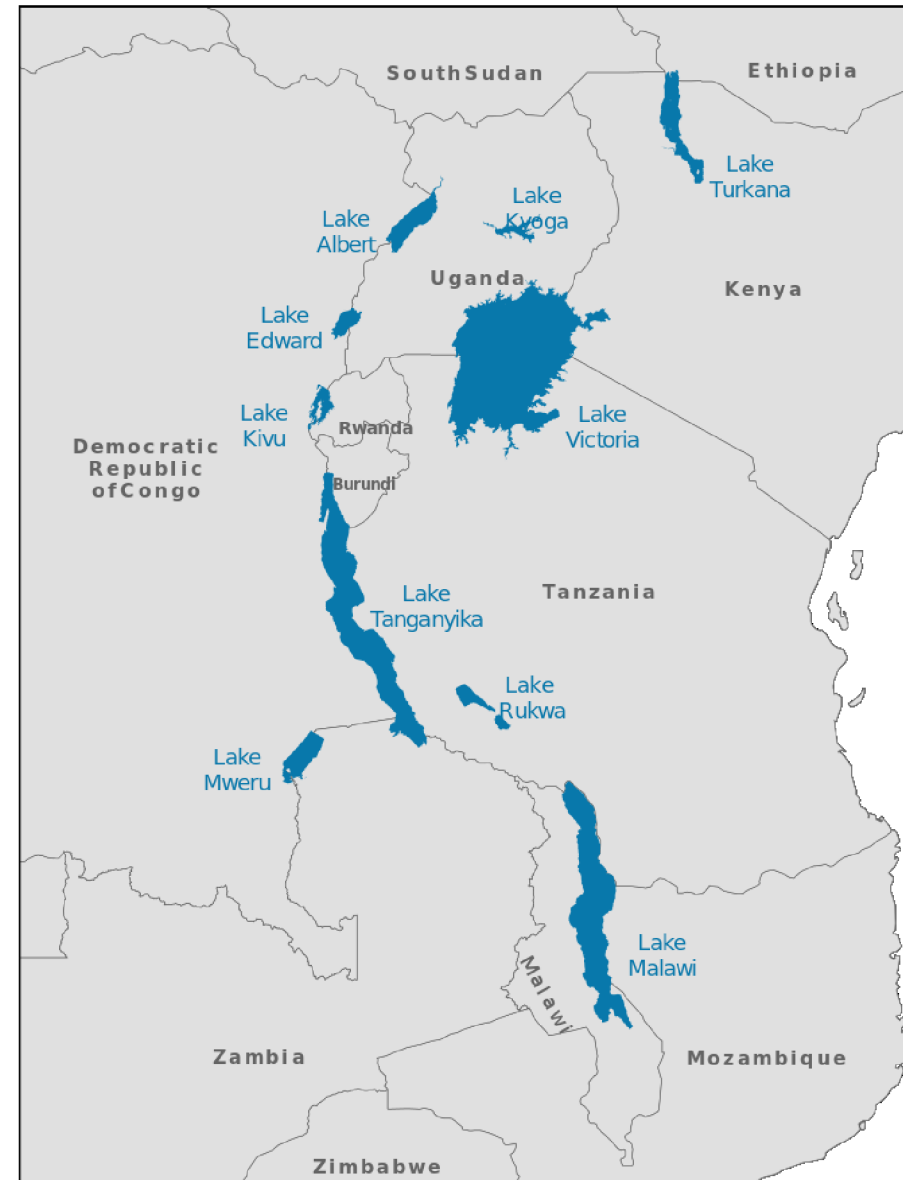 SouthSudan
Ethiopia
Lake
Turkana
Lake
Kyoga
Lake
Albert
Uganda
Kenya
Lake
Edward
Lake
Kivu
Rwanda
Lake
Victoria
Democratic
Republic
ofCongo
Burundi
Lake
Tanganyika
Tanzania
Lake
Rukwa
Lake
Mweru
Lake
Malawi
Malawi
Zambia
Mozambique
Zimbabwe